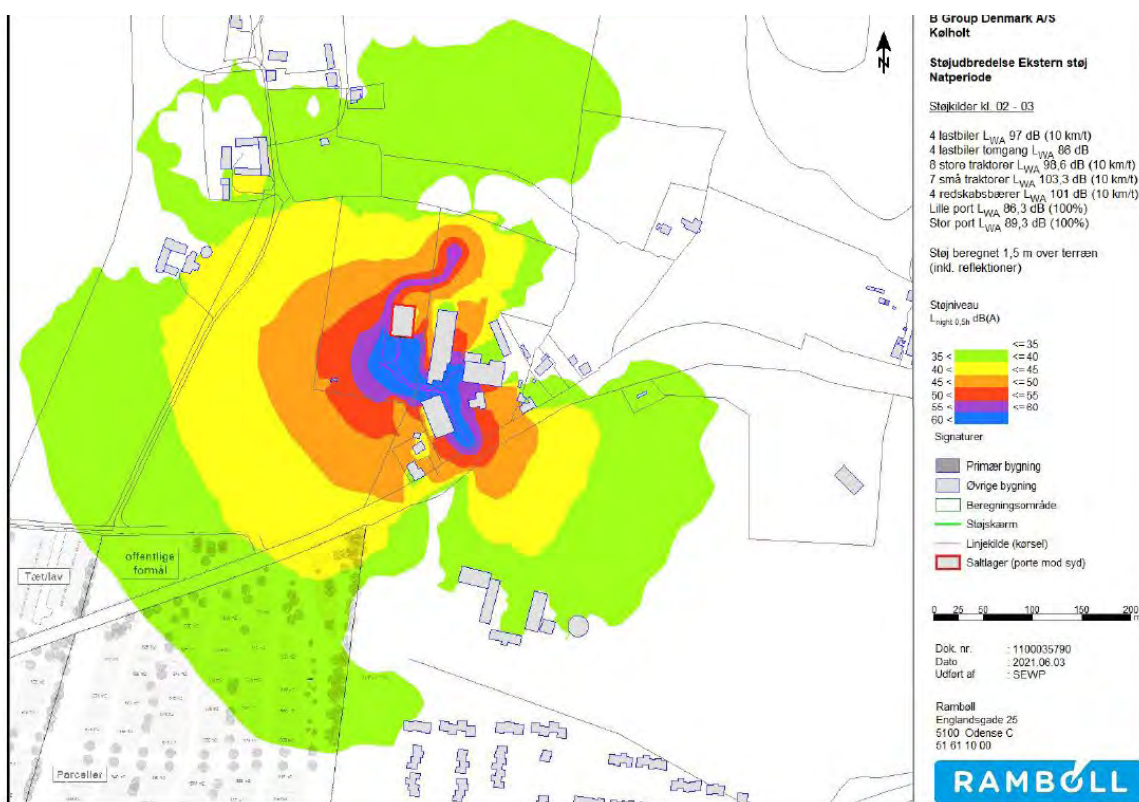 B Group Denmark A/S
Kølholt
Støjudbredelse Ekstern støj
Natperiode
Støjkilder kl. 02 - 03
4 lastbiler LWA 97 dB (10 km/t)
4 lastbiler tomgang LWA 86 dB
8 store traktorer LWA 98,6 dB (10 km/t)
7 små traktorer LWA 103,3 dB (10 km/t)
4 redskabsbærer LWA 101 dB (10 km/t)
Lille port LWA 86,3 dB (100%)
Stor port LWA 89,3 dB (100%)
Støj beregnet 1,5 m over terræn
(inkl. reflektioner)
Støjniveau
Lnight 0,5h dB(A)
<= 35
35 < <= 40
40 < <= 45
45 < <= 50
50 < <= 55
55 < <= 60
60 <
Signaturer
Primær bygning
Øvrige bygning
Beregningsområde
Støjskærm
Linjekilde (kørsel)
Saltlager (porte mod syd)
0 25 50 100 150 200
m
Dok. nr. : 1100035790
Dato : 2021.06.03
Udført af : SEWP
Rambøll
Englandsgade 25
5100 Odense C
51 61 10 00
RAMBOLL
N
offentlige
formål
Tæt/lav
Parceller